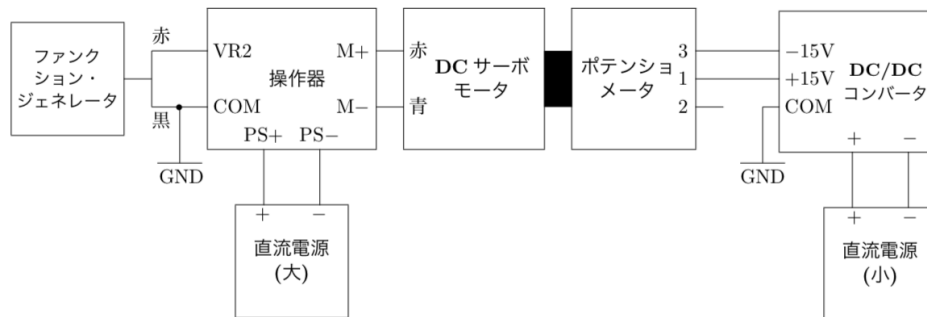 ファンク
ション・
ジェネレータ
赤
黒
GND
VR2
COM
操作器
M+
M−
PS+ PS−
+ −
直流電源
(大)
赤
青
DC サーボ
モータ
ポテンショ
メータ
3
1
2
−15V
+15V
COM
GND
DC/DC
コンバータ
+ −
+ −
直流電源
(小)